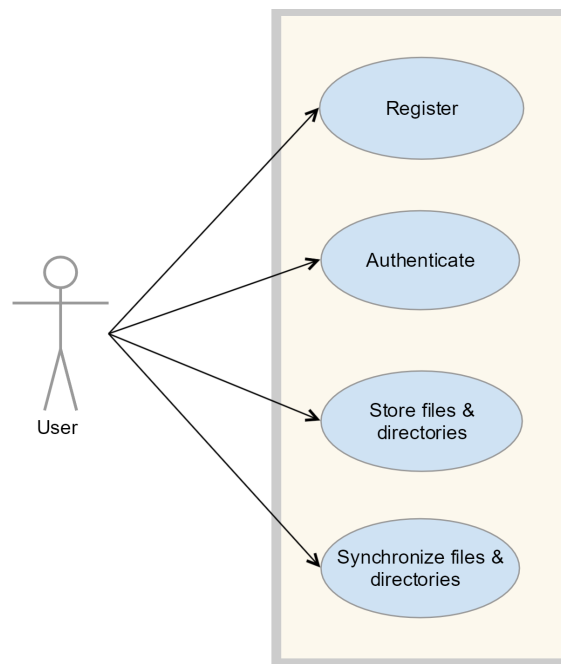 Register
Authenticate
User
Store files &
directories
Synchronize files &
directories